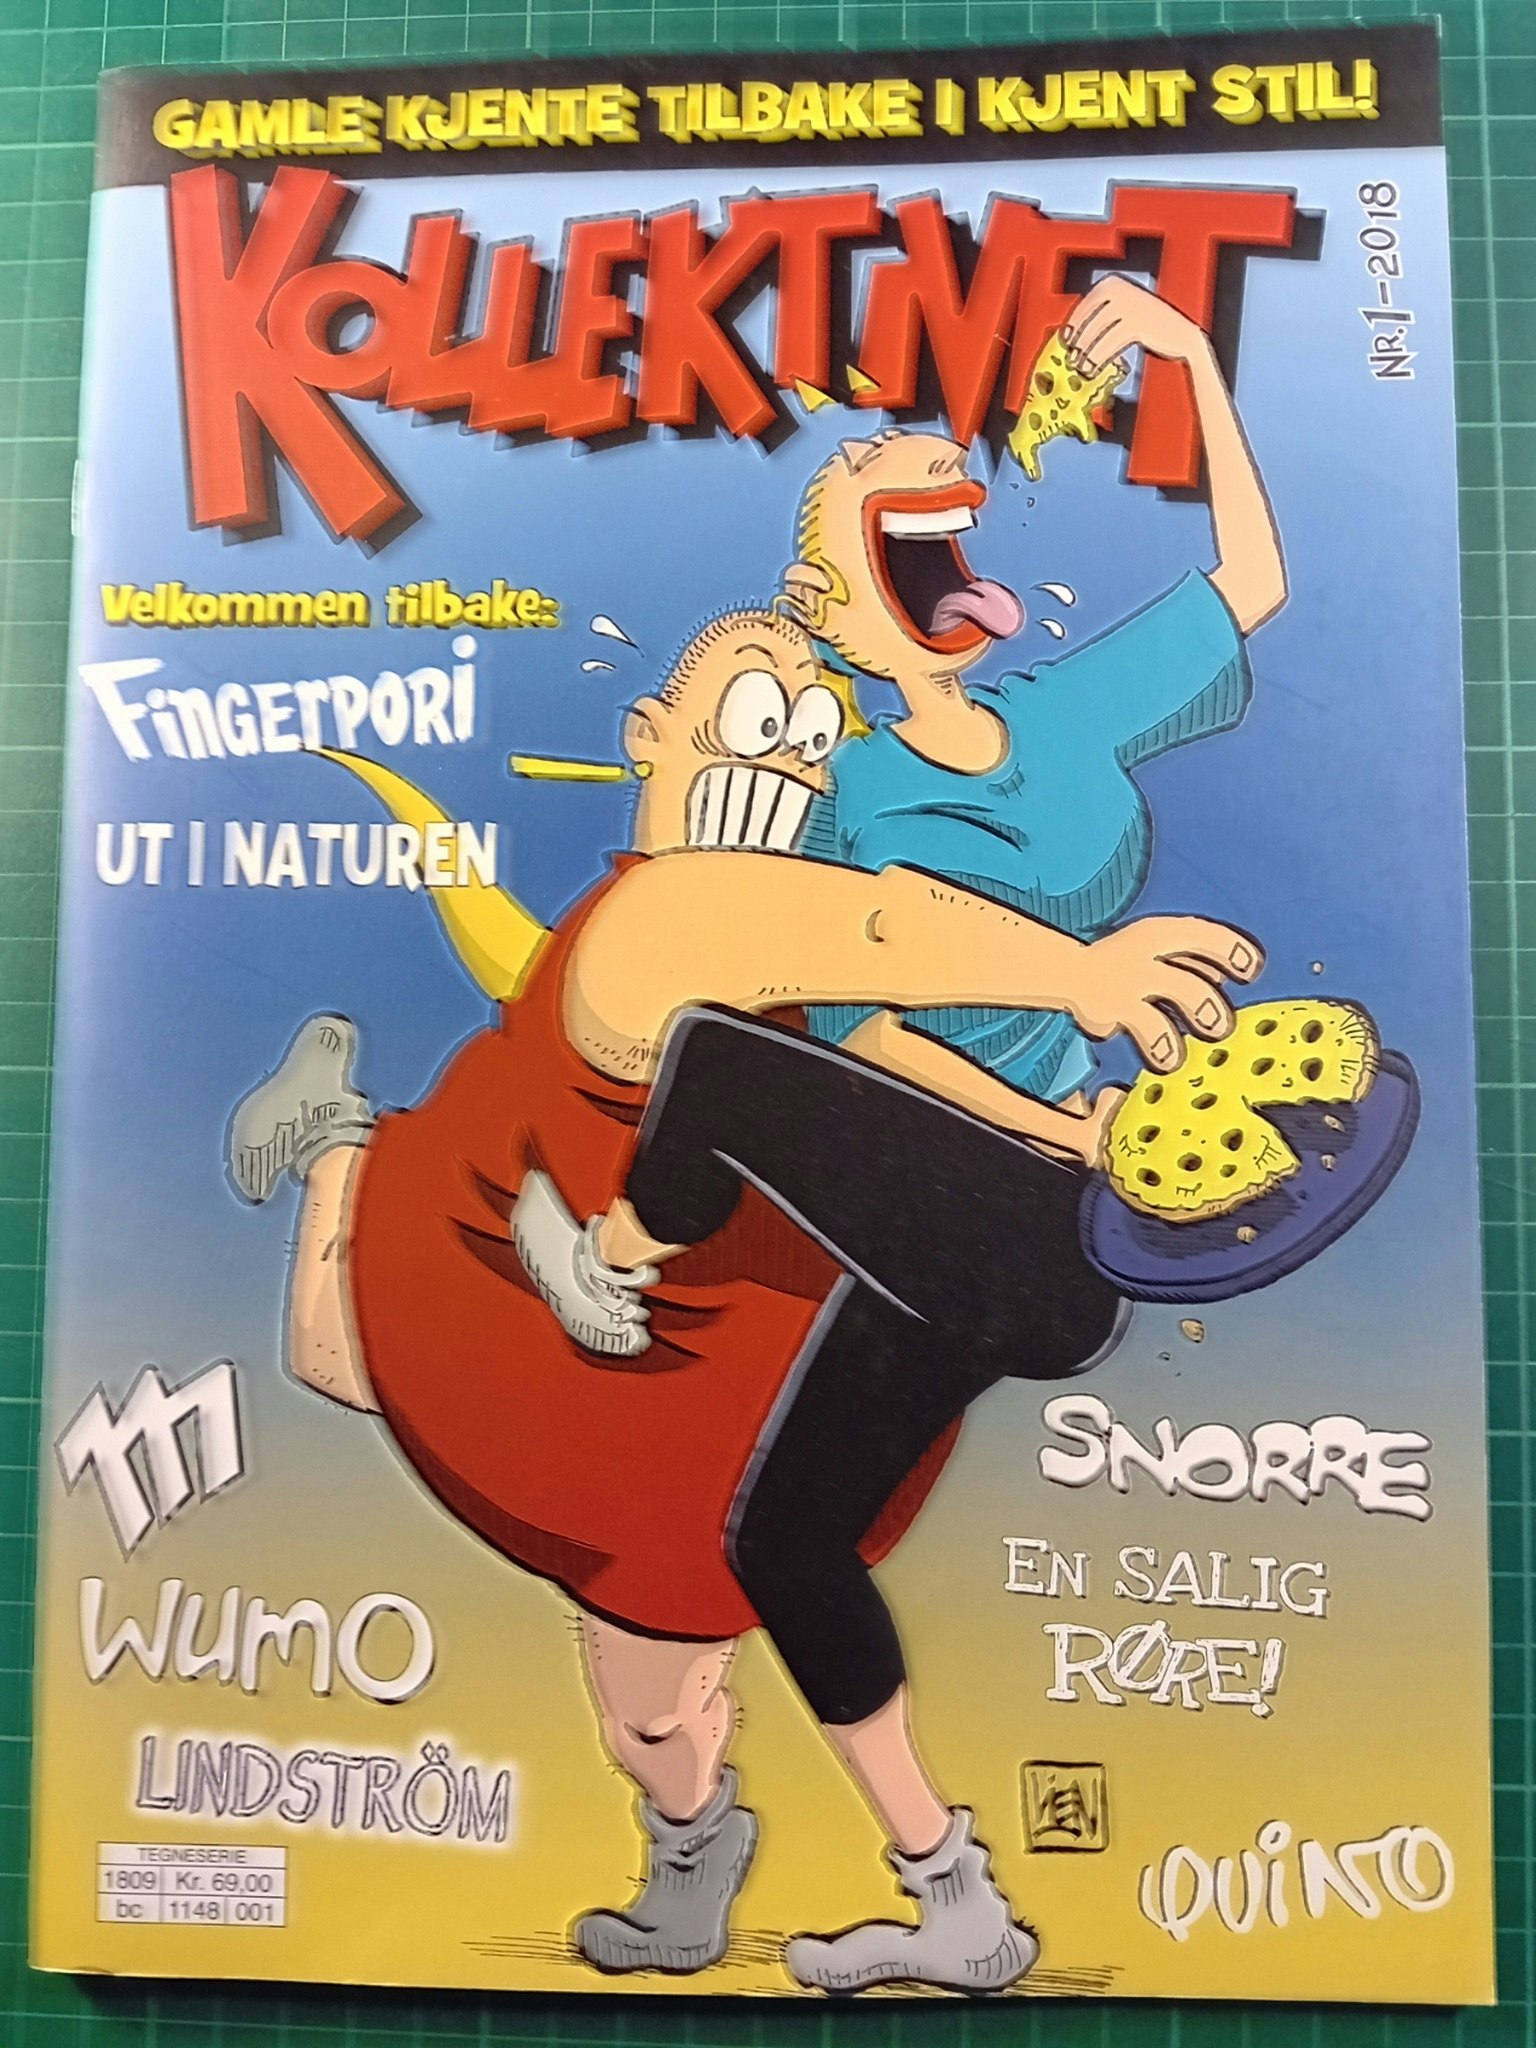 GAMLE KJENTE TILBAKE I KJENT STIL!
KOLLEKTIVET
NR.1-2018
Velkommen tilbake:
FINGERPORI
UT I NATUREN
M
WUMO
LINDSTRÖM
SNORRE
EN SALIG
RØRE!
LIEN
QUINO
TEGNESERIE
1809 Kr. 69,00
bc 1148 001